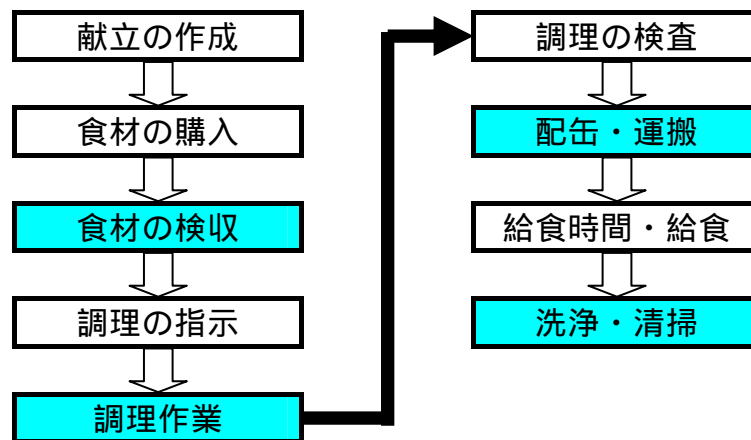 献立の作成
食材の購入
食材の検収
調理の指示
調理作業
調理の検査
配缶・運搬
給食時間・給食
洗浄・清掃